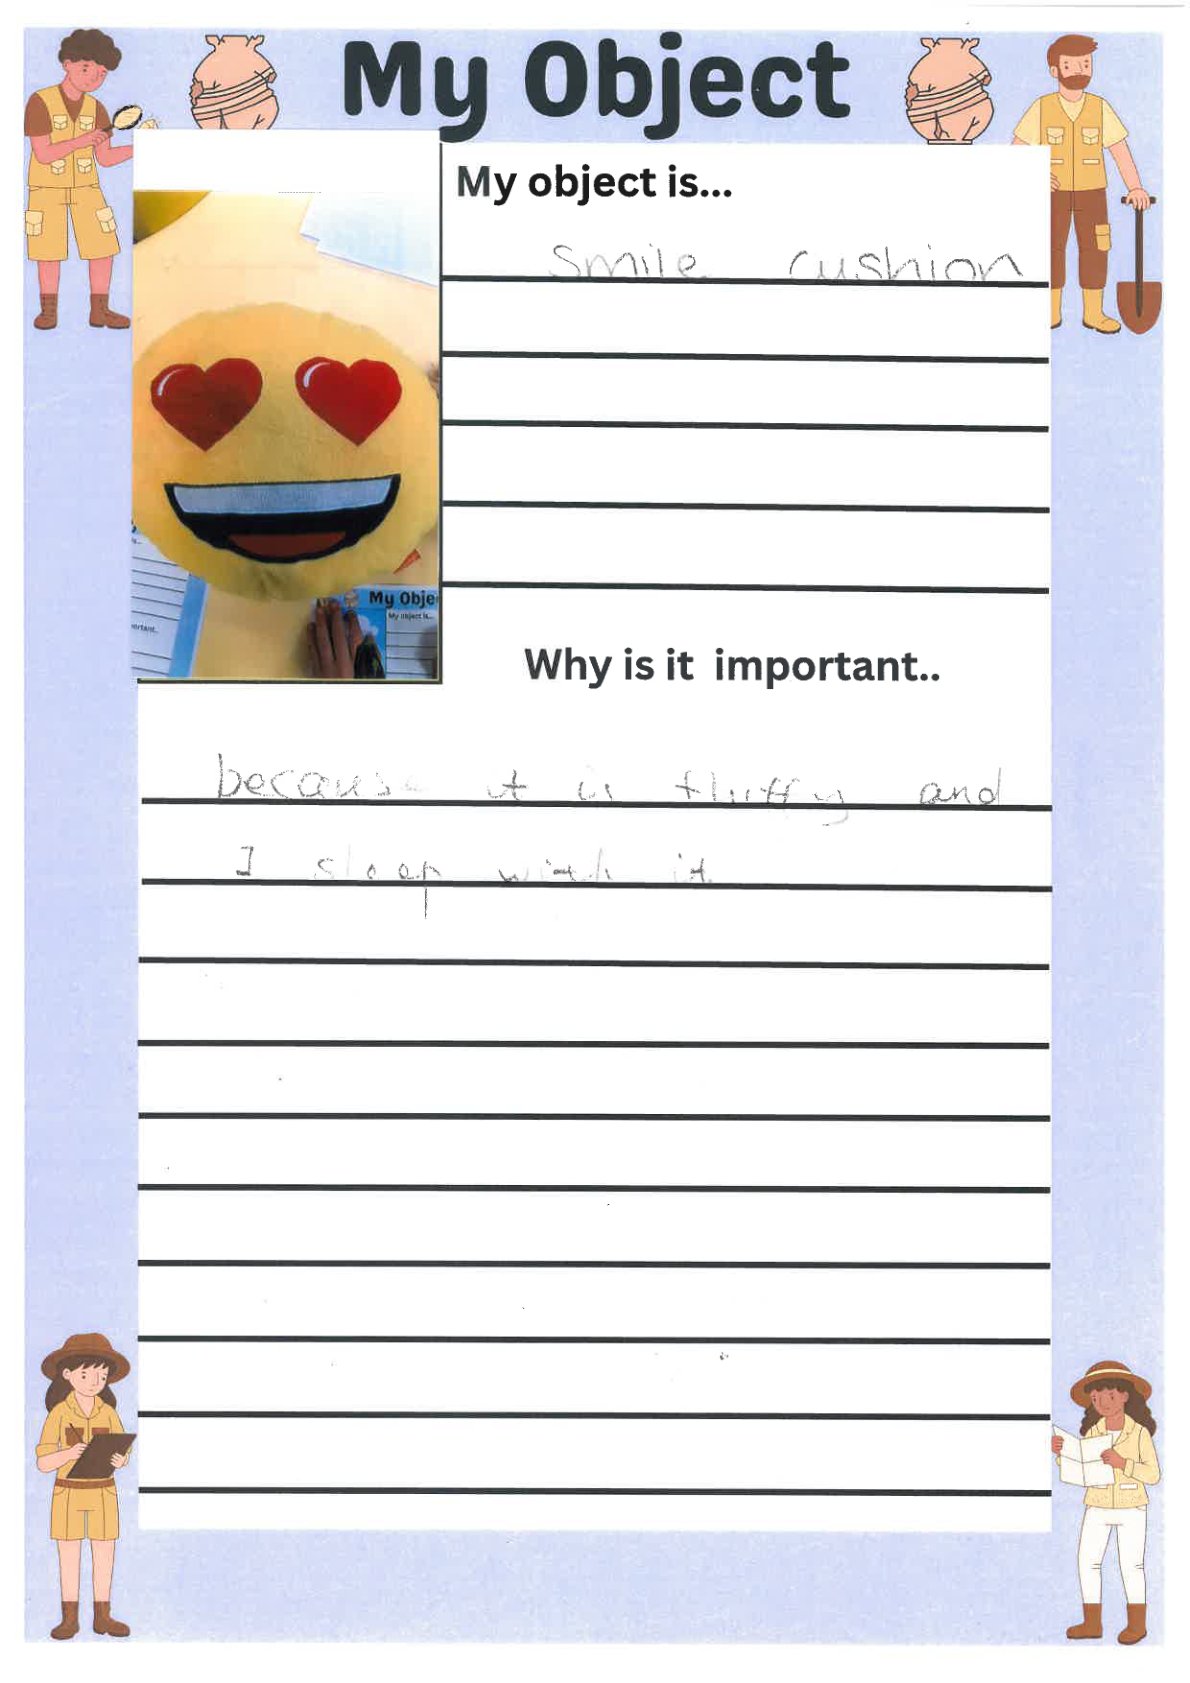 My Object
My object is...
Smile cushion
My Obje
My object is...
ortant..
Why is it important..
because it is fluffy and
I sleep with it